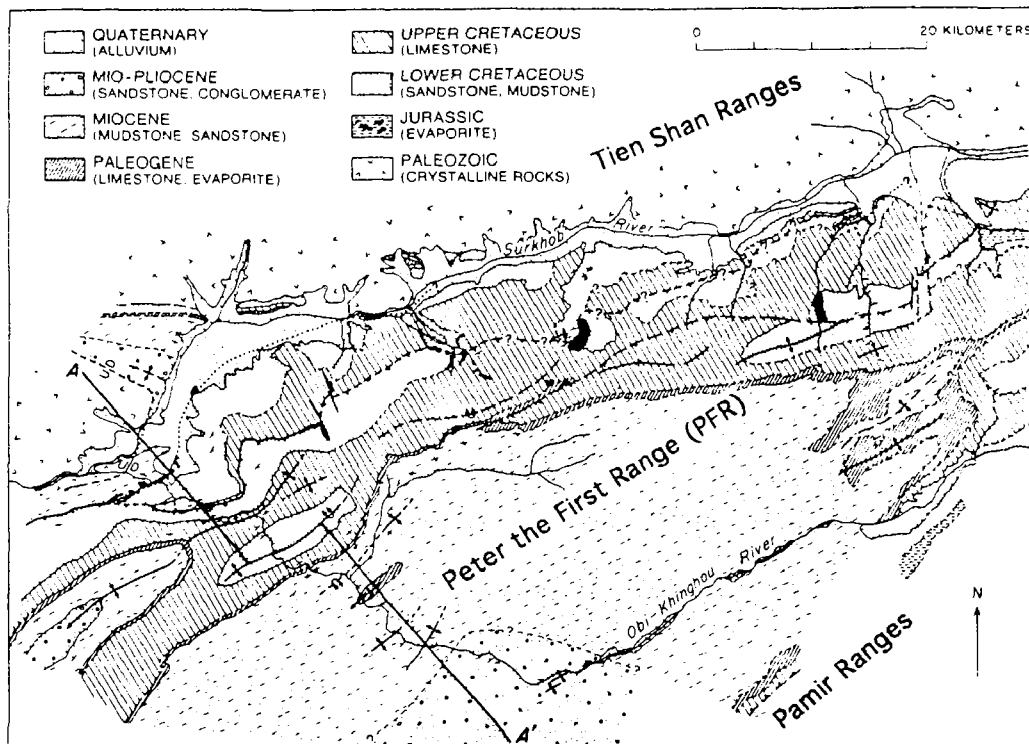 QUATERNARY
(ALLUVIUM)
MIO-PLIOCENE
(SANDSTONE, CONGLOMERATE)
MIOCENE
(MUDSTONE SANDSTONE)
PALEOGENE
(LIMESTONE, EVAPORITE)
UPPER CRETACEOUS
(LIMESTONE)
LOWER CRETACEOUS
(SANDSTONE, MUDSTONE)
JURASSIC
(EVAPORITE)
PALEOZOIC
(CRYSTALLINE ROCKS)
0 20 KILOMETERS
Tien Shan Ranges
Surkhob River
A
U/D
U/D
Peter the First Range (PFR)
Obi Khinghou River
N
Pamir Ranges
A'